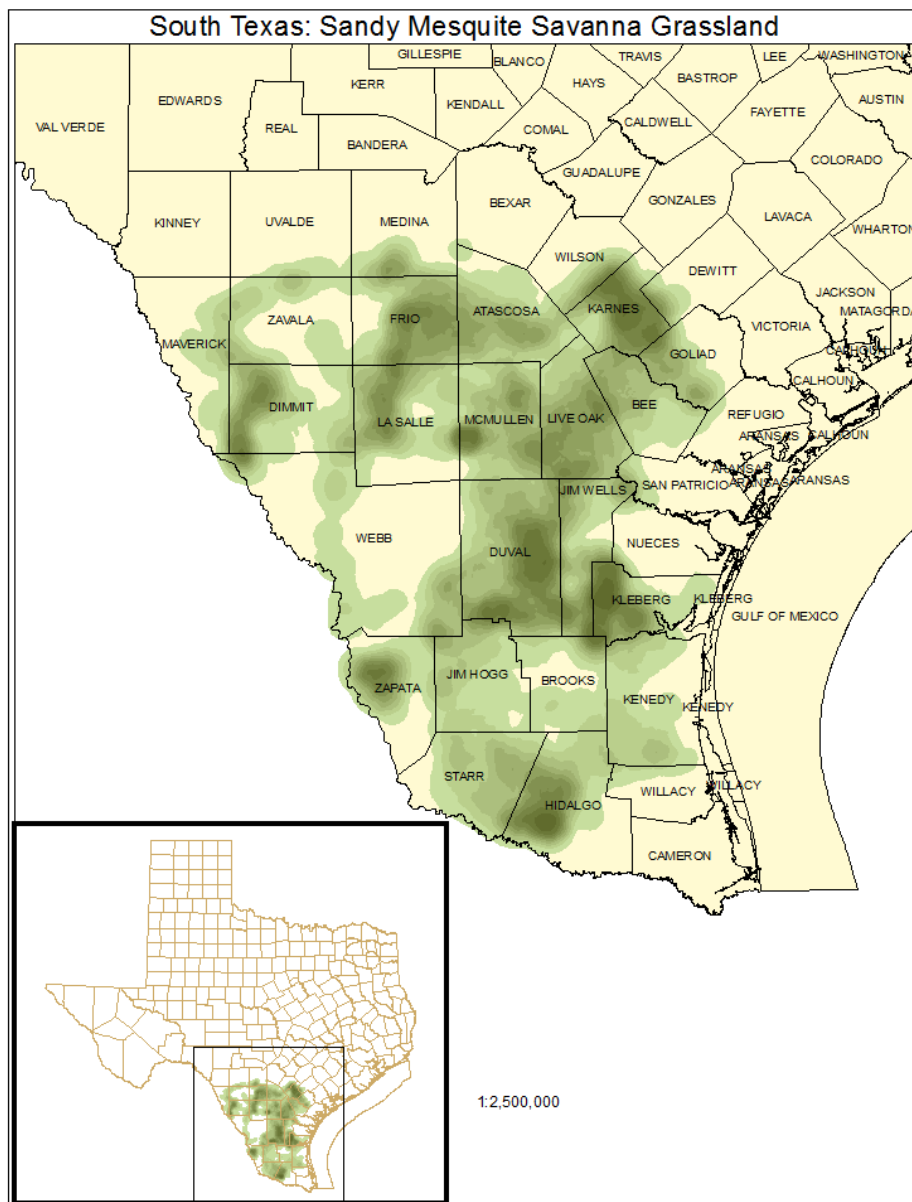 South Texas: Sandy Mesquite Savanna Grassland
GILLESPIE
BLANCO
TRAVIS
LEE
WASHINGTON
KERR
HAYS
BASTROP
EDWARDS
KENDALL
AUSTIN
VAL VERDE
REAL
COMAL
CALDWELL
FAYETTE
BANDERA
COLORADO
GUADALUPE
KINNEY
UVALDE
MEDINA
BEXAR
GONZALES
LAVACA
WHARTON
WILSON
DEWITT
JACKSON
ZAVALA
FRIO
ATASCOSA
KARNES
MATAGORDA
VICTORIA
MAVERICK
GOLIAD
CALHOUN
CALHOUN
DIMMIT
LA SALLE
MCMULLEN
LIVE OAK
BEE
REFUGIO
ARANSAS
CALHOUN
ARANSAS
SAN PATRICIO
ARANSAS
ARANSAS
JIM WELLS
WEBB
DUVAL
NUECES
KLEBERG
KLEBERG
GULF OF MEXICO
ZAPATA
JIM HOGG
BROOKS
KENEDY
KENEDY
STARR
HIDALGO
WILLACY
WILLACY
CAMERON
1:2,500,000